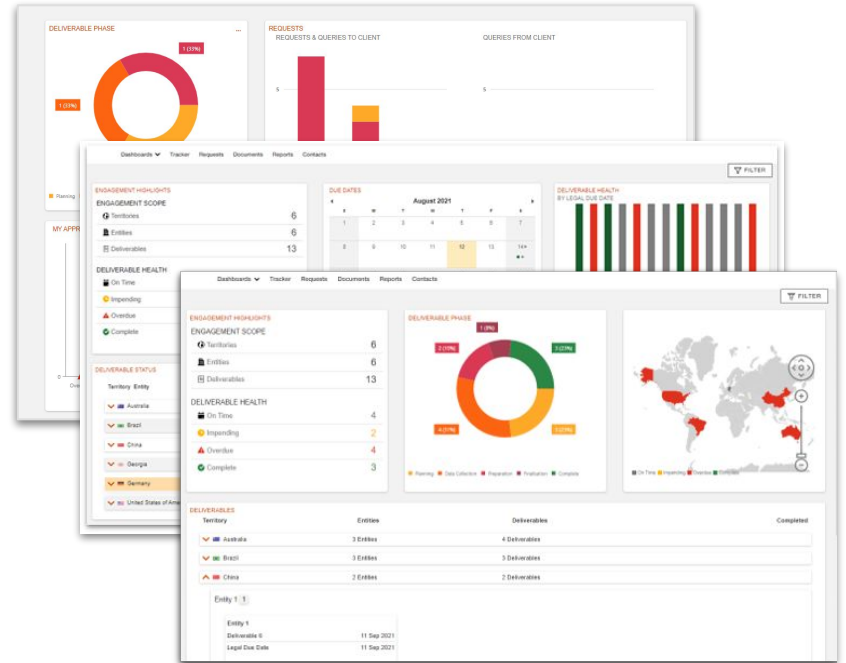 DELIVERABLE PHASE
...
1 (33%)
1 (33%)
Planning
MY APPR
0
REQUESTS
REQUESTS & QUERIES TO CLIENT
QUERIES FROM CLIENT
5
5
Dashboards Tracker Requests Documents Reports Contacts
FILTER
ENGAGEMENT HIGHLIGHTS
ENGAGEMENT SCOPE
Territories 6
Entities 6
Deliverables 13
DELIVERABLE HEALTH
On Time
Impending
Overdue
Complete
DUE DATES
August 2021
1 2 3 4 5 6 7
8 9 10 11 12 13 14
DELIVERABLE HEALTH
BY LEGAL DUE DATE
DELIVERABLE STATUS
Territory Entity
Australia
Brazil
China
Georgia
Germany
United States of Ame
Dashboards Tracker Requests Documents Reports Contacts
FILTER
ENGAGEMENT HIGHLIGHTS
ENGAGEMENT SCOPE
Territories 6
Entities 6
Deliverables 13
DELIVERABLE HEALTH
On Time 4
Impending 2
Overdue 4
Complete 3
DELIVERABLE PHASE
1 (8%)
2 (15%)
3 (23%)
4 (31%)
3 (23%)
Planning Data Collection Preparation Finalisation Complete
On Time Impending Overdue Complete
DELIVERABLES
Territory Entities Deliverables Completed
Australia 3 Entities 4 Deliverables
Brazil 3 Entities 3 Deliverables
China 2 Entities 2 Deliverables
Entity 1 1
Entity 1
Deliverable 6 11 Sep 2021
Legal Due Date 11 Sep 2021